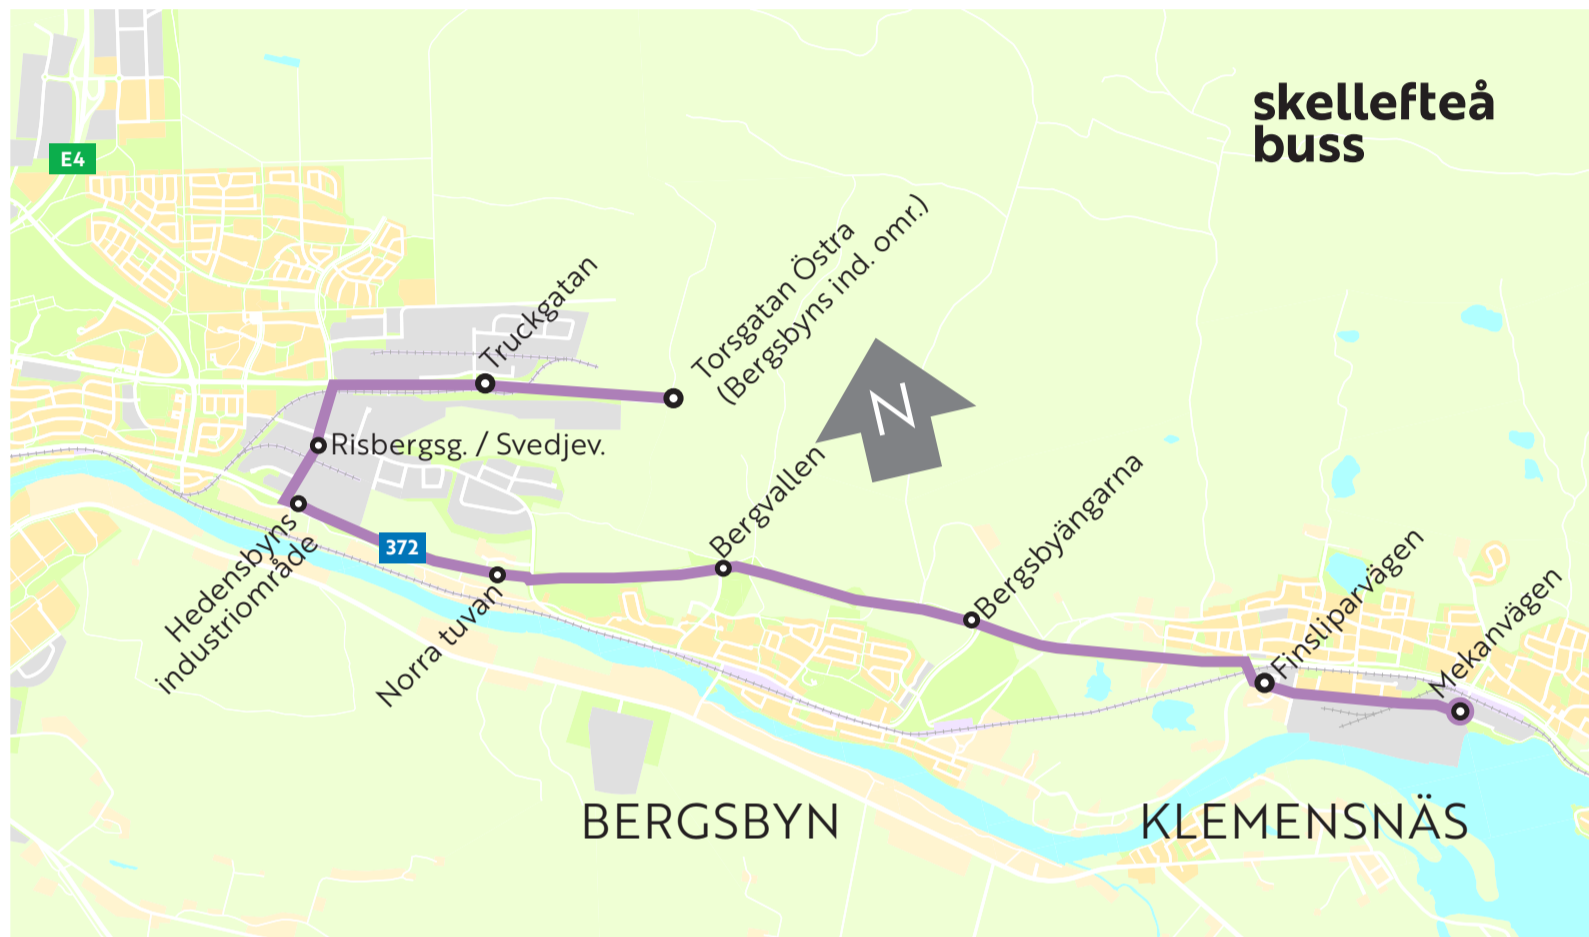 skellefteå
buss
E4
Truckgatan
Torsgatan Östra
(Bergsbyns ind. omr.)
N
Risbergsg. / Svedjev.
Hedensbyns
industriområde
372
Norra tuvan
Bergvallen
Bergsbyängarna
Finsliparvägen
Mekanvägen
BERGSBYN
KLEMENSNÄS